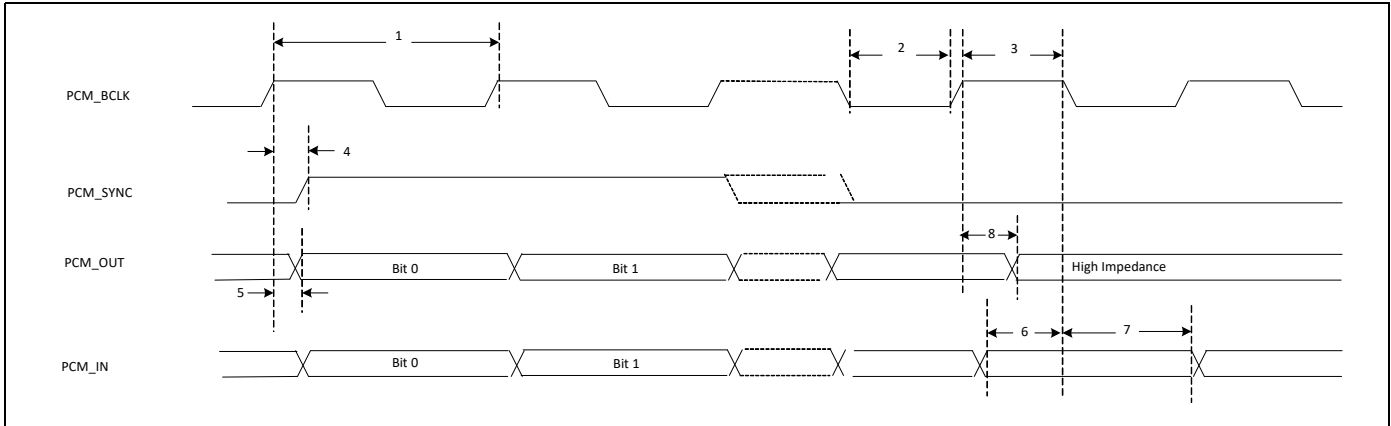 1
2
3
PCM_BCLK
4
PCM_SYNC
8
PCM_OUT
Bit 0
Bit 1
High Impedance
5
6
7
PCM_IN
Bit 0
Bit 1